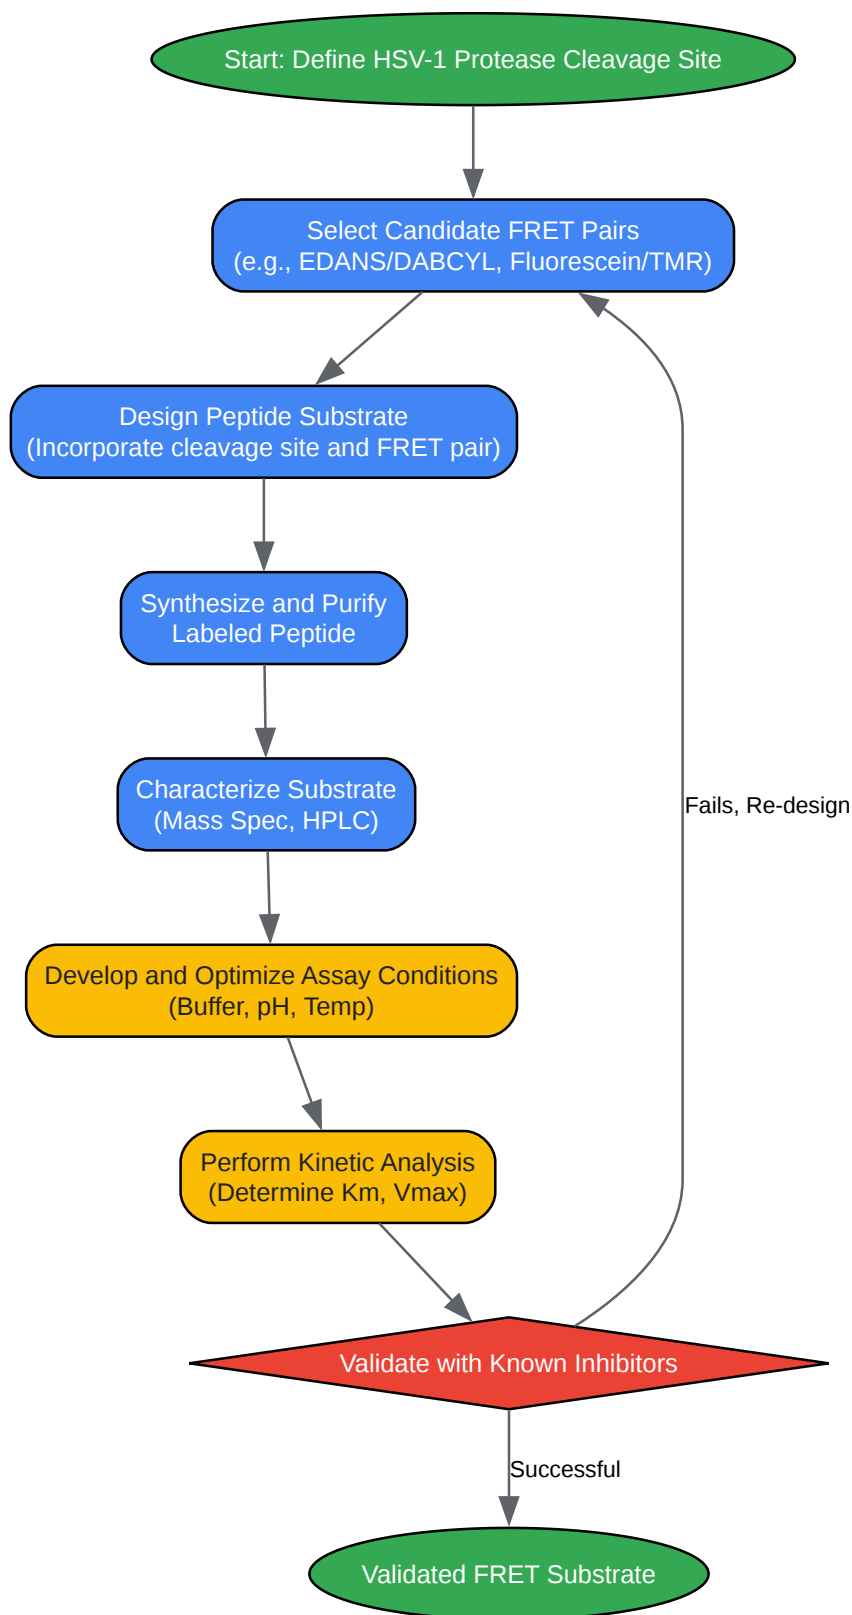 Start: Define HSV-1 Protease Cleavage Site
Select Candidate FRET Pairs
(e.g., EDANS/DABCYL, Fluorescein/TMR)
Design Peptide Substrate
(Incorporate cleavage site and FRET pair)
Synthesize and Purify
Labeled Peptide
Characterize Substrate
(Mass Spec, HPLC)
Fails, Re-design
Develop and Optimize Assay Conditions
(Buffer, pH, Temp)
Perform Kinetic Analysis
(Determine Km, Vmax)
Validate with Known Inhibitors
Successful
Validated FRET Substrate